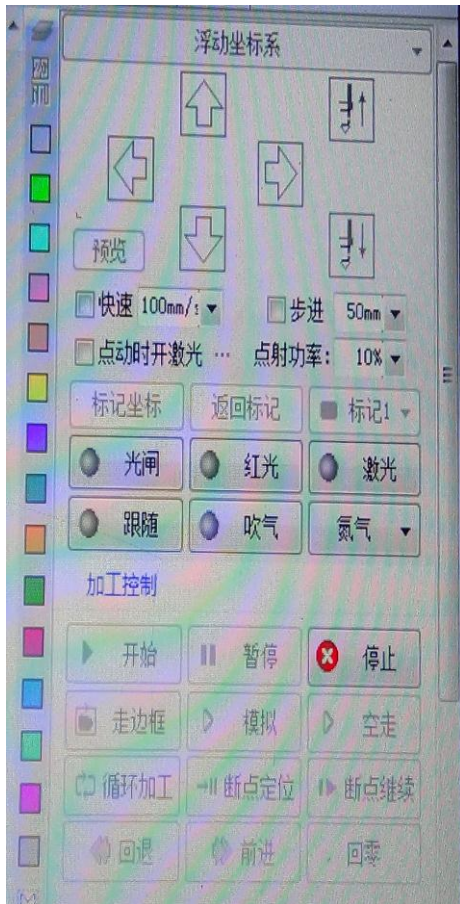 浮动坐标系
预览
快速 100mm/s 步进 50mm
点动时开激光 … 点射功率: 10%
标记坐标 返回标记 标记1
光闸 红光 激光
跟随 吹气 氮气
加工控制
开始 暂停 停止
走边框 模拟 空走
循环加工 断点定位 断点继续
回退 前进 回零